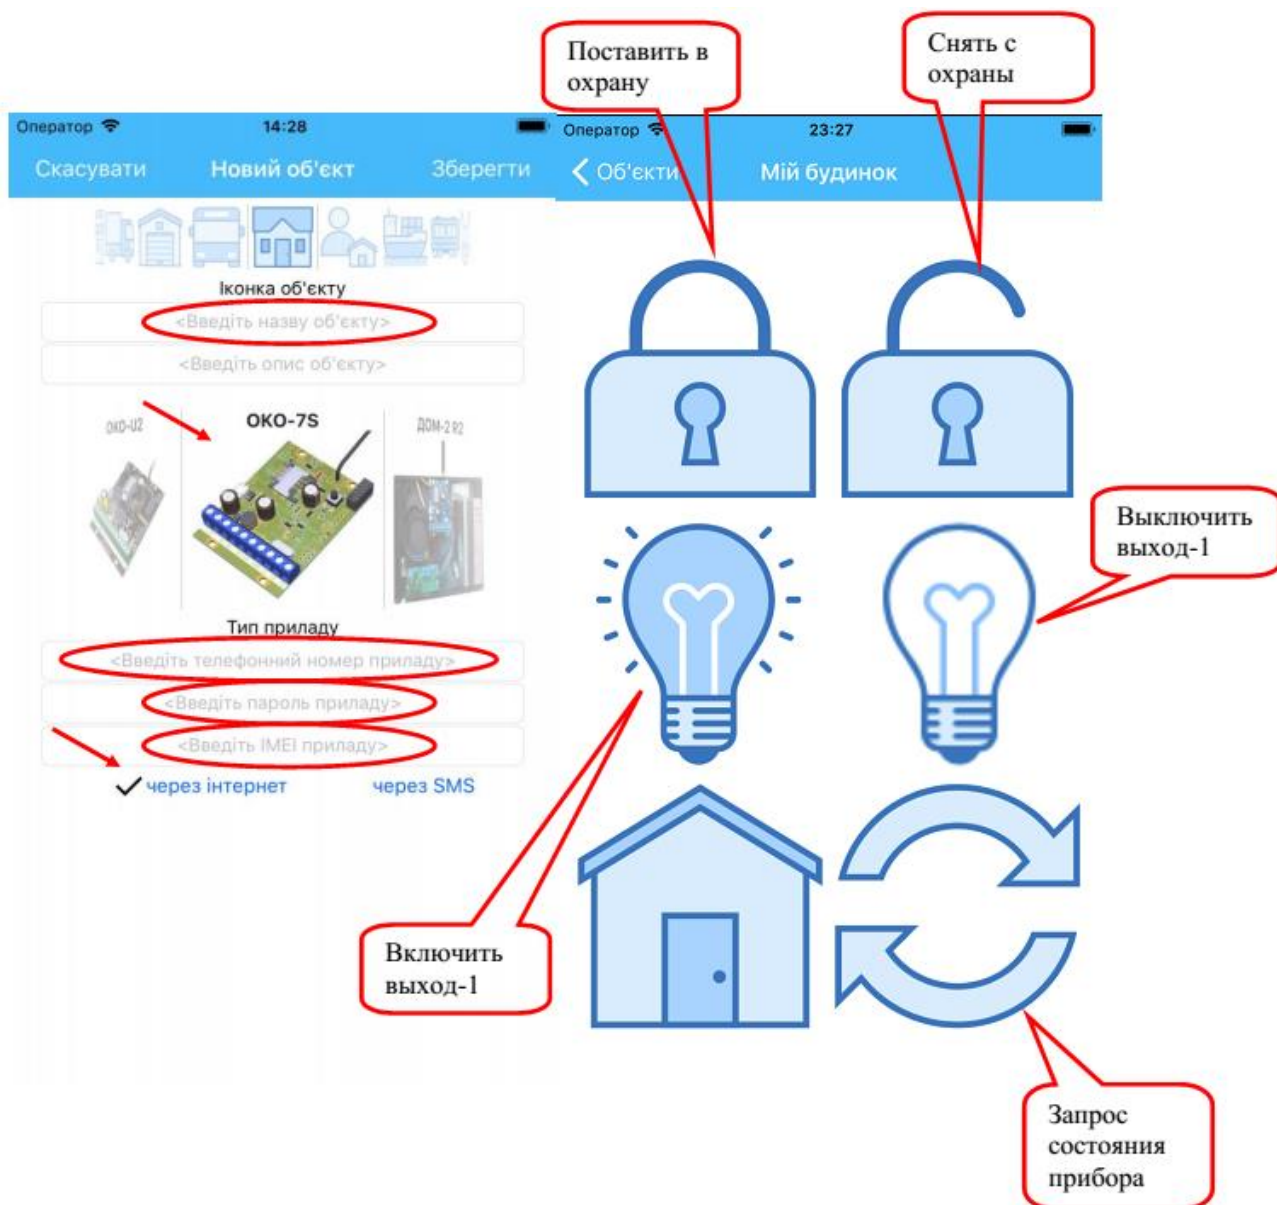 Поставить в
охрану
Снять с
охраны
Оператор
14:28
Скасувати
Новий об'єкт
Зберегти
Іконка об'єкту
<Введіть назву об'єкту>
<Введіть опис об'єкту>
ОКО-U2
ОКО-7S
ДОМ-2 R2
Тип приладу
<Введіть телефонний номер приладу>
<Введіть пароль приладу>
<Введіть IMEI приладу>
через інтернет
через SMS
Оператор
23:27
Об'єкти
Мій будинок
Выключить
выход-1
Включить
выход-1
Запрос
состояния
прибора